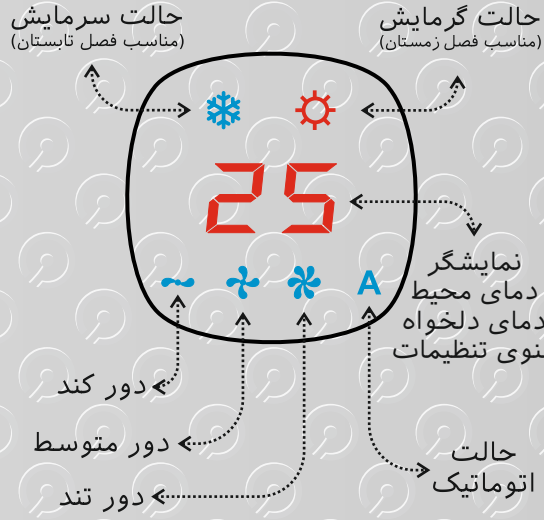 حالت گرمایش
(مناسب فصل زمستان)
حالت سرمایش
(مناسب فصل تابستان)
25
A
نمایشگر
دمای محیط
دمای دلخواه
منوی تنظیمات
دور کند
دور متوسط
دور تند
حالت
اتوماتیک